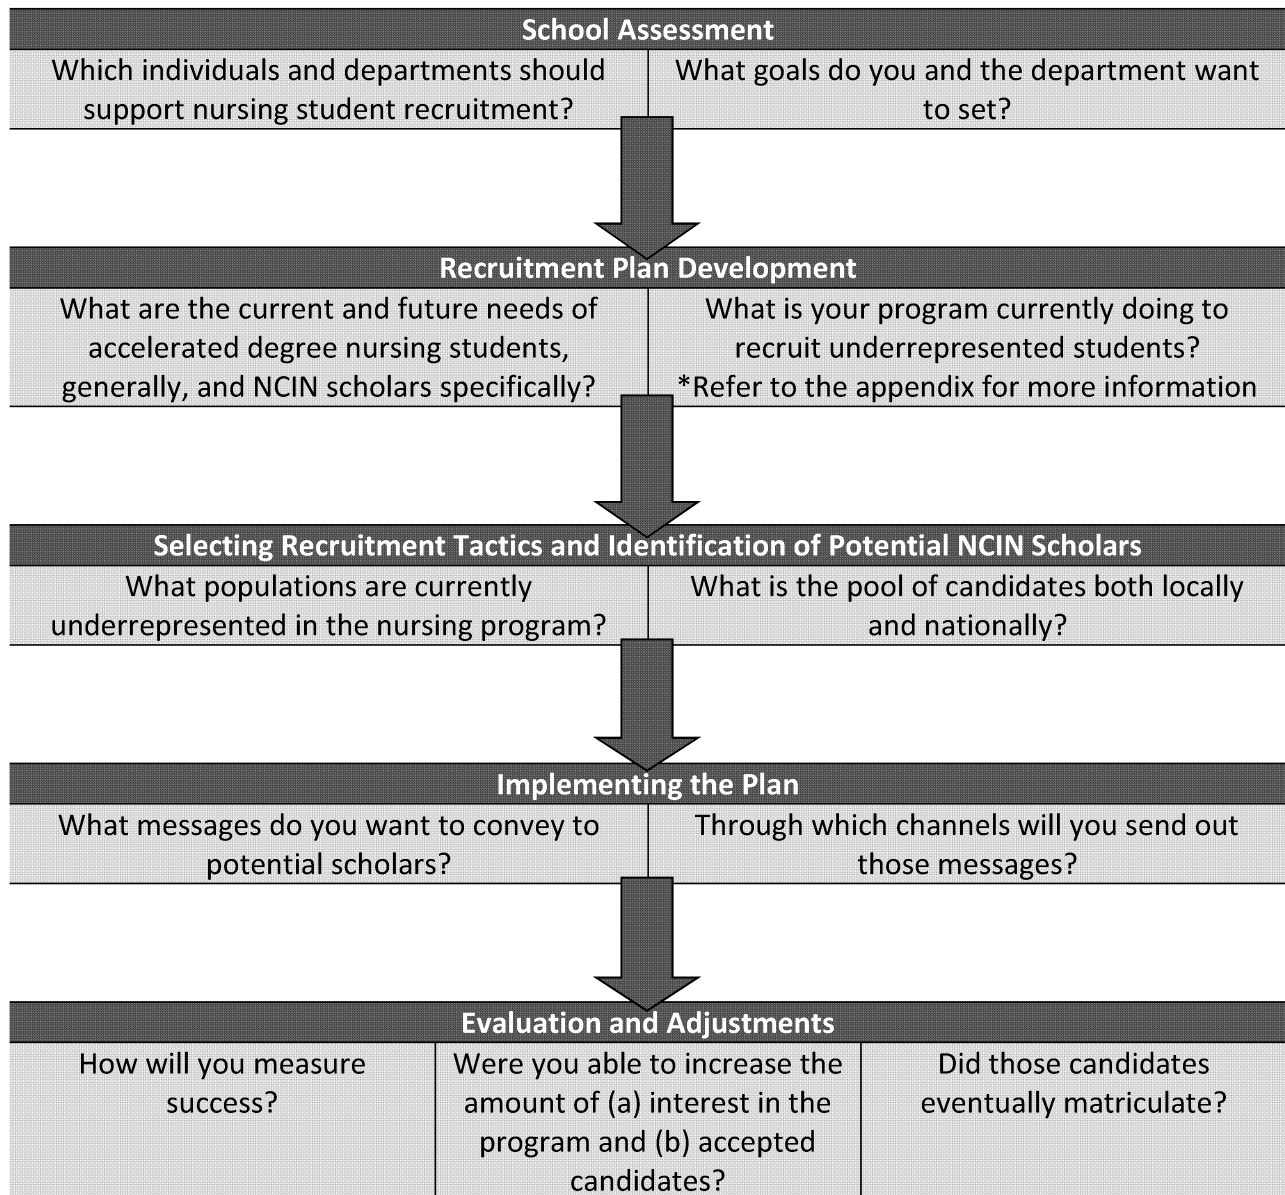 School Assessment
Which individuals and departments should
support nursing student recruitment?
What goals do you and the department want
to set?
Recruitment Plan Development
What are the current and future needs of
accelerated degree nursing students,
generally, and NCIN scholars specifically?
What is your program currently doing to
recruit underrepresented students?
*Refer to the appendix for more information
Selecting Recruitment Tactics and Identification of Potential NCIN Scholars
What populations are currently
underrepresented in the nursing program?
What is the pool of candidates both locally
and nationally?
Implementing the Plan
What messages do you want to convey to
potential scholars?
Through which channels will you send out
those messages?
Evaluation and Adjustments
How will you measure
success?
Were you able to increase the
amount of (a) interest in the
program and (b) accepted
candidates?
Did those candidates
eventually matriculate?